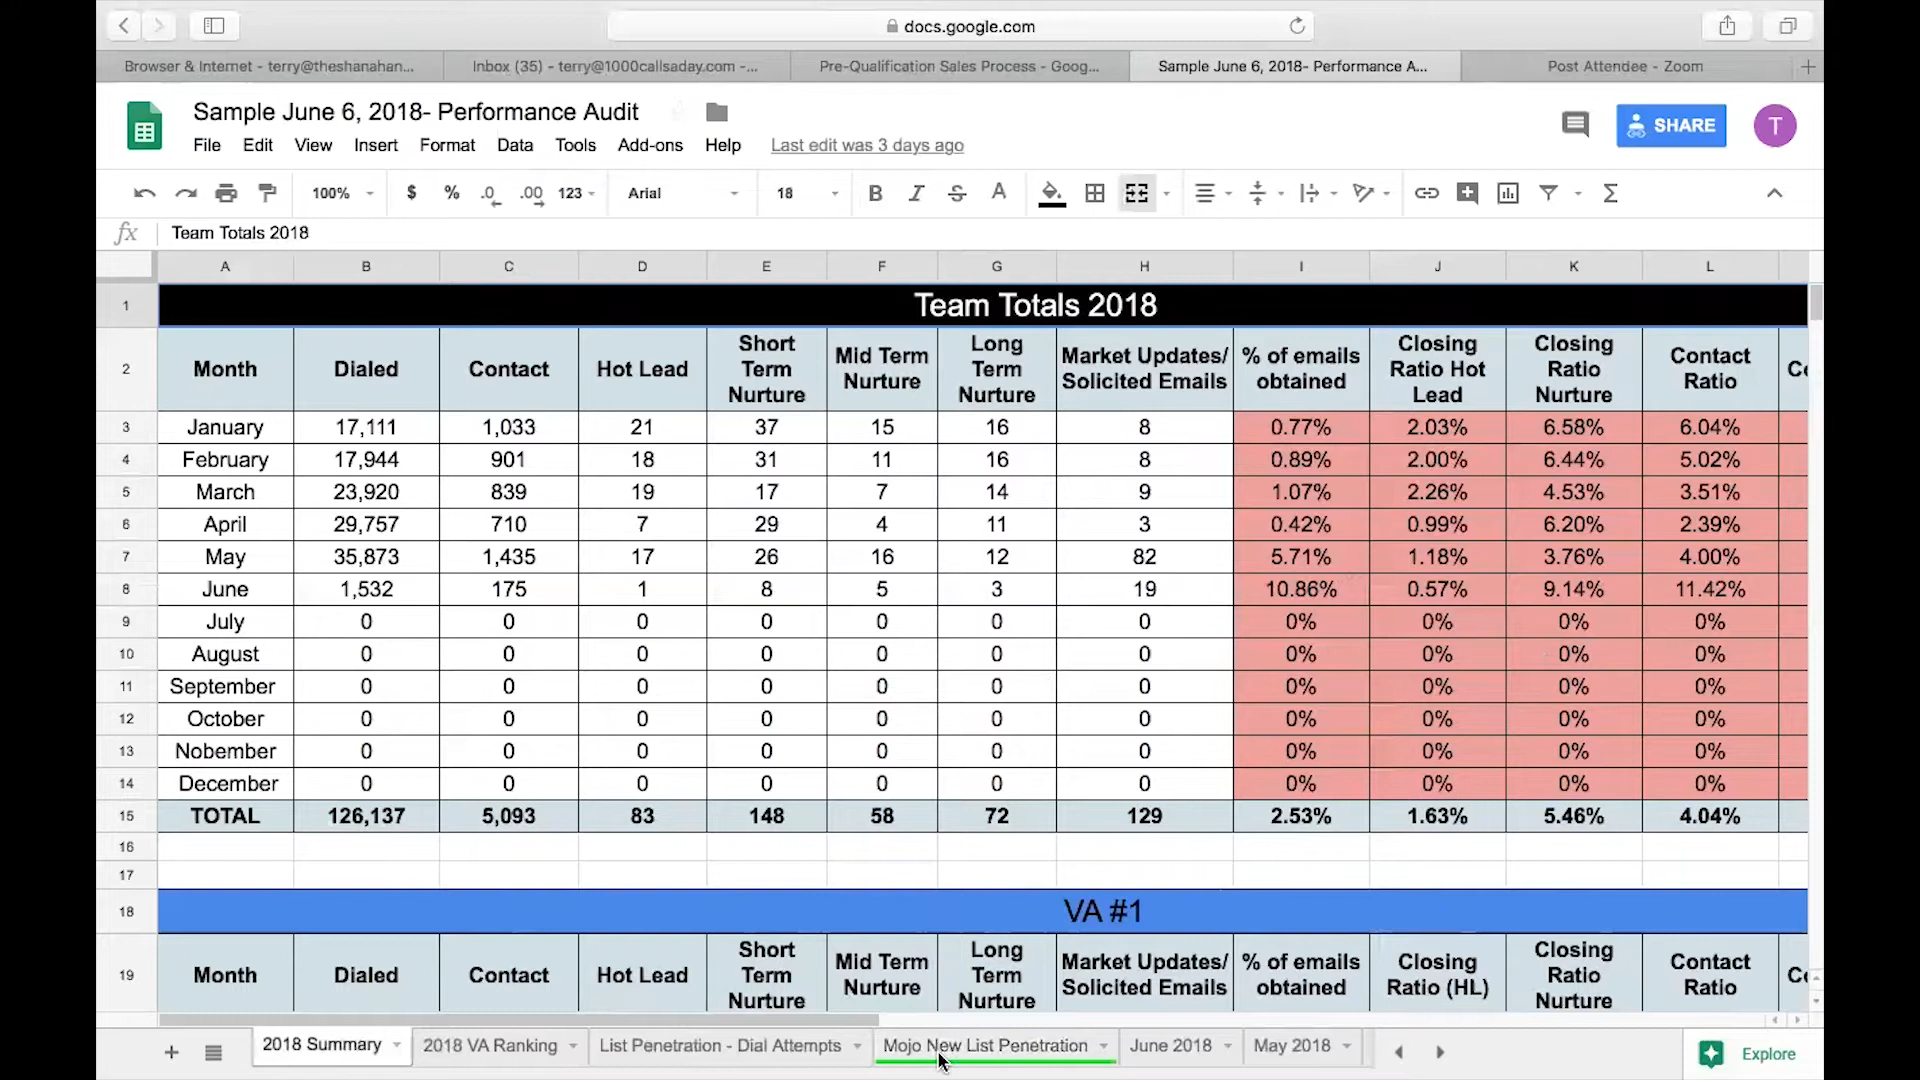 docs.google.com
Browser & Internet - terry@theshanahan...
Inbox (35) - terry@1000callsaday.com -...
Pre-Qualification Sales Process - Goog...
Sample June 6, 2018- Performance A...
Post Attendee - Zoom
Sample June 6, 2018- Performance Audit
File Edit View Insert Format Data Tools Add-ons Help Last edit was 3 days ago
SHARE
T
100% $ % .0 .00 123 Arial 18 B I S A
fx Team Totals 2018
A B C D E F G H I J K L
1 Team Totals 2018
2 Month Dialed Contact Hot Lead Short Term Nurture Mid Term Nurture Long Term Nurture Market Updates/ Solicited Emails % of emails obtained Closing Ratio Hot Lead Closing Ratio Nurture Contact Ratio
3 January 17,111 1,033 21 37 15 16 8 0.77% 2.03% 6.58% 6.04%
4 February 17,944 901 18 31 11 16 8 0.89% 2.00% 6.44% 5.02%
5 March 23,920 839 19 17 7 14 9 1.07% 2.26% 4.53% 3.51%
6 April 29,757 710 7 29 4 11 3 0.42% 0.99% 6.20% 2.39%
7 May 35,873 1,435 17 26 16 12 82 5.71% 1.18% 3.76% 4.00%
8 June 1,532 175 1 8 5 3 19 10.86% 0.57% 9.14% 11.42%
9 July 0 0 0 0 0 0 0 0% 0% 0% 0%
10 August 0 0 0 0 0 0 0 0% 0% 0% 0%
11 September 0 0 0 0 0 0 0 0% 0% 0% 0%
12 October 0 0 0 0 0 0 0 0% 0% 0% 0%
13 Nobember 0 0 0 0 0 0 0 0% 0% 0% 0%
14 December 0 0 0 0 0 0 0 0% 0% 0% 0%
15 TOTAL 126,137 5,093 83 148 58 72 129 2.53% 1.63% 5.46% 4.04%
16
17
18 VA #1
19 Month Dialed Contact Hot Lead Short Term Nurture Mid Term Nurture Long Term Nurture Market Updates/ Solicited Emails % of emails obtained Closing Ratio (HL) Closing Ratio Nurture Contact Ratio
2018 Summary 2018 VA Ranking List Penetration - Dial Attempts Mojo New List Penetration June 2018 May 2018 Explore